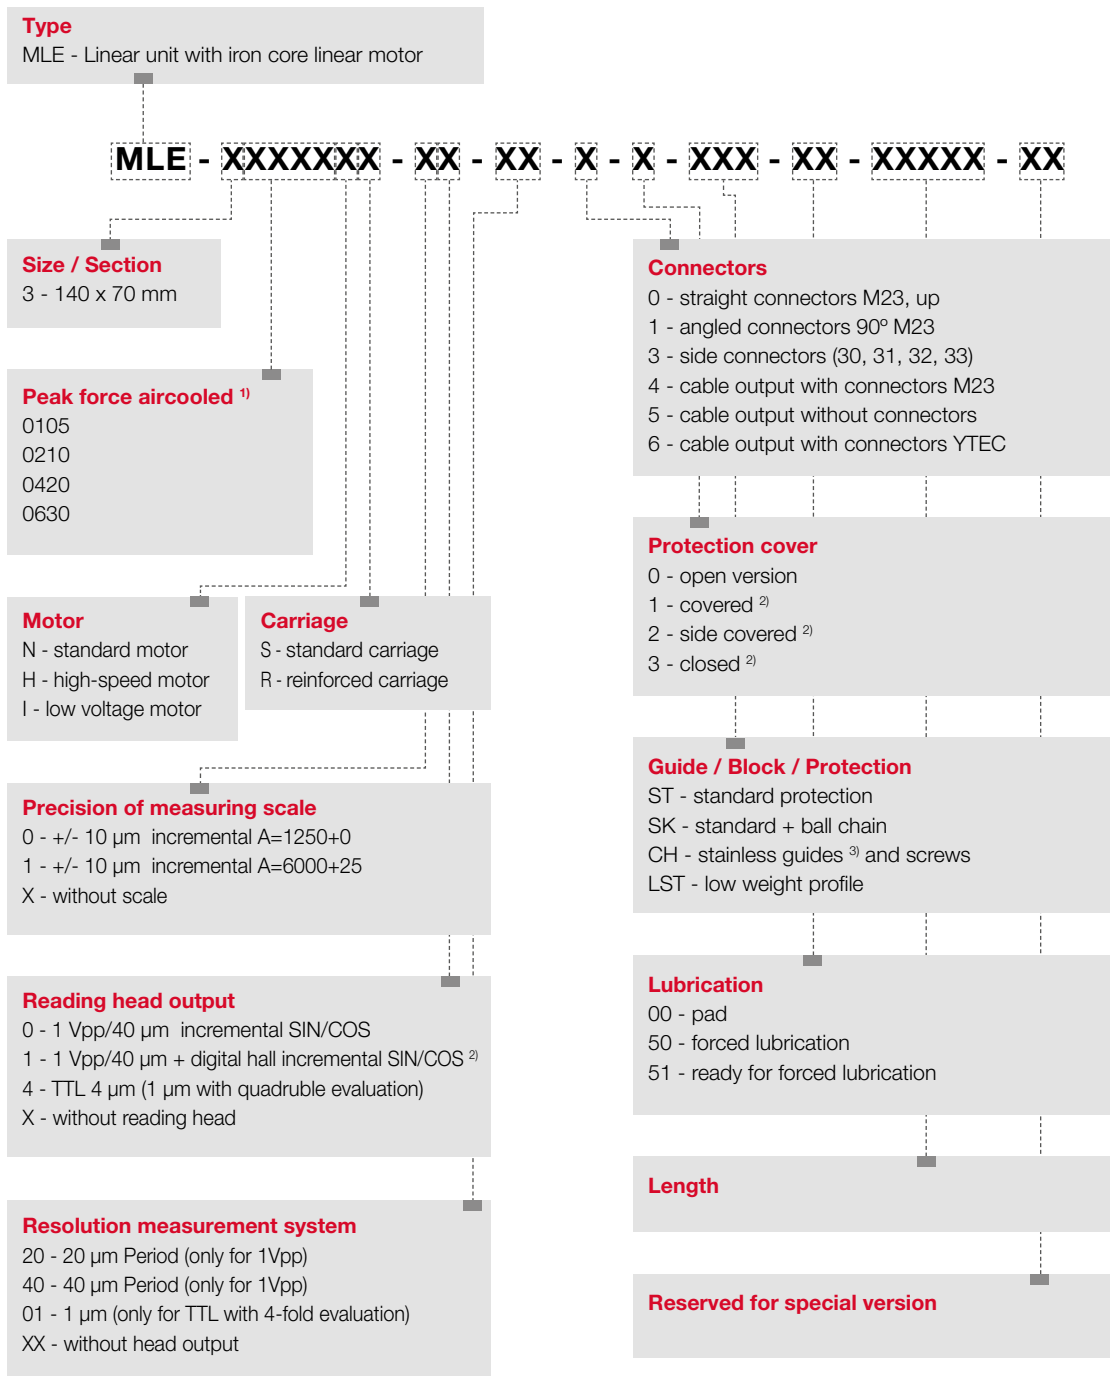 Type
MLE - Linear unit with iron core linear motor
MLE - XXXXXXX - XX - XX - X - X - XXX - XX - XXXXX - XX
Size / Section
3 - 140 x 70 mm
Peak force aircooled 1)
0105
0210
0420
0630
Motor
N - standard motor
H - high-speed motor
I - low voltage motor
Carriage
S - standard carriage
R - reinforced carriage
Precision of measuring scale
0 - +/- 10 µm incremental A=1250+0
1 - +/- 10 µm incremental A=6000+25
X - without scale
Reading head output
0 - 1 Vpp/40 µm incremental SIN/COS
1 - 1 Vpp/40 µm + digital hall incremental SIN/COS 2)
4 - TTL 4 µm (1 µm with quadruble evaluation)
X - without reading head
Resolution measurement system
20 - 20 µm Period (only for 1Vpp)
40 - 40 µm Period (only for 1Vpp)
01 - 1 µm (only for TTL with 4-fold evaluation)
XX - without head output
Connectors
0 - straight connectors M23, up
1 - angled connectors 90º M23
3 - side connectors (30, 31, 32, 33)
4 - cable output with connectors M23
5 - cable output without connectors
6 - cable output with connectors YTEC
Protection cover
0 - open version
1 - covered 2)
2 - side covered 2)
3 - closed 2)
Guide / Block / Protection
ST - standard protection
SK - standard + ball chain
CH - stainless guides 3) and screws
LST - low weight profile
Lubrication
00 - pad
50 - forced lubrication
51 - ready for forced lubrication
Length
Reserved for special version